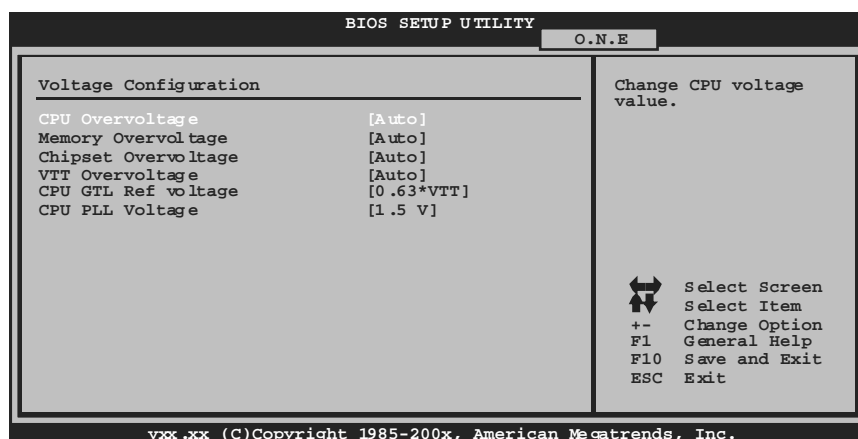 BIOS SETUP UTILITY
O.N.E
Voltage Configuration
CPU Overvoltage [Auto]
Memory Overvoltage [Auto]
Chipset Overvoltage [Auto]
VTT Overvoltage [Auto]
CPU GTL Ref voltage [0.63*VTT]
CPU PLL Voltage [1.5 V]
Change CPU voltage
value.
Select Screen
Select Item
+- Change Option
F1 General Help
F10 Save and Exit
ESC Exit
vxx.xx (C)Copyright 1985-200x, American Megatrends, Inc.